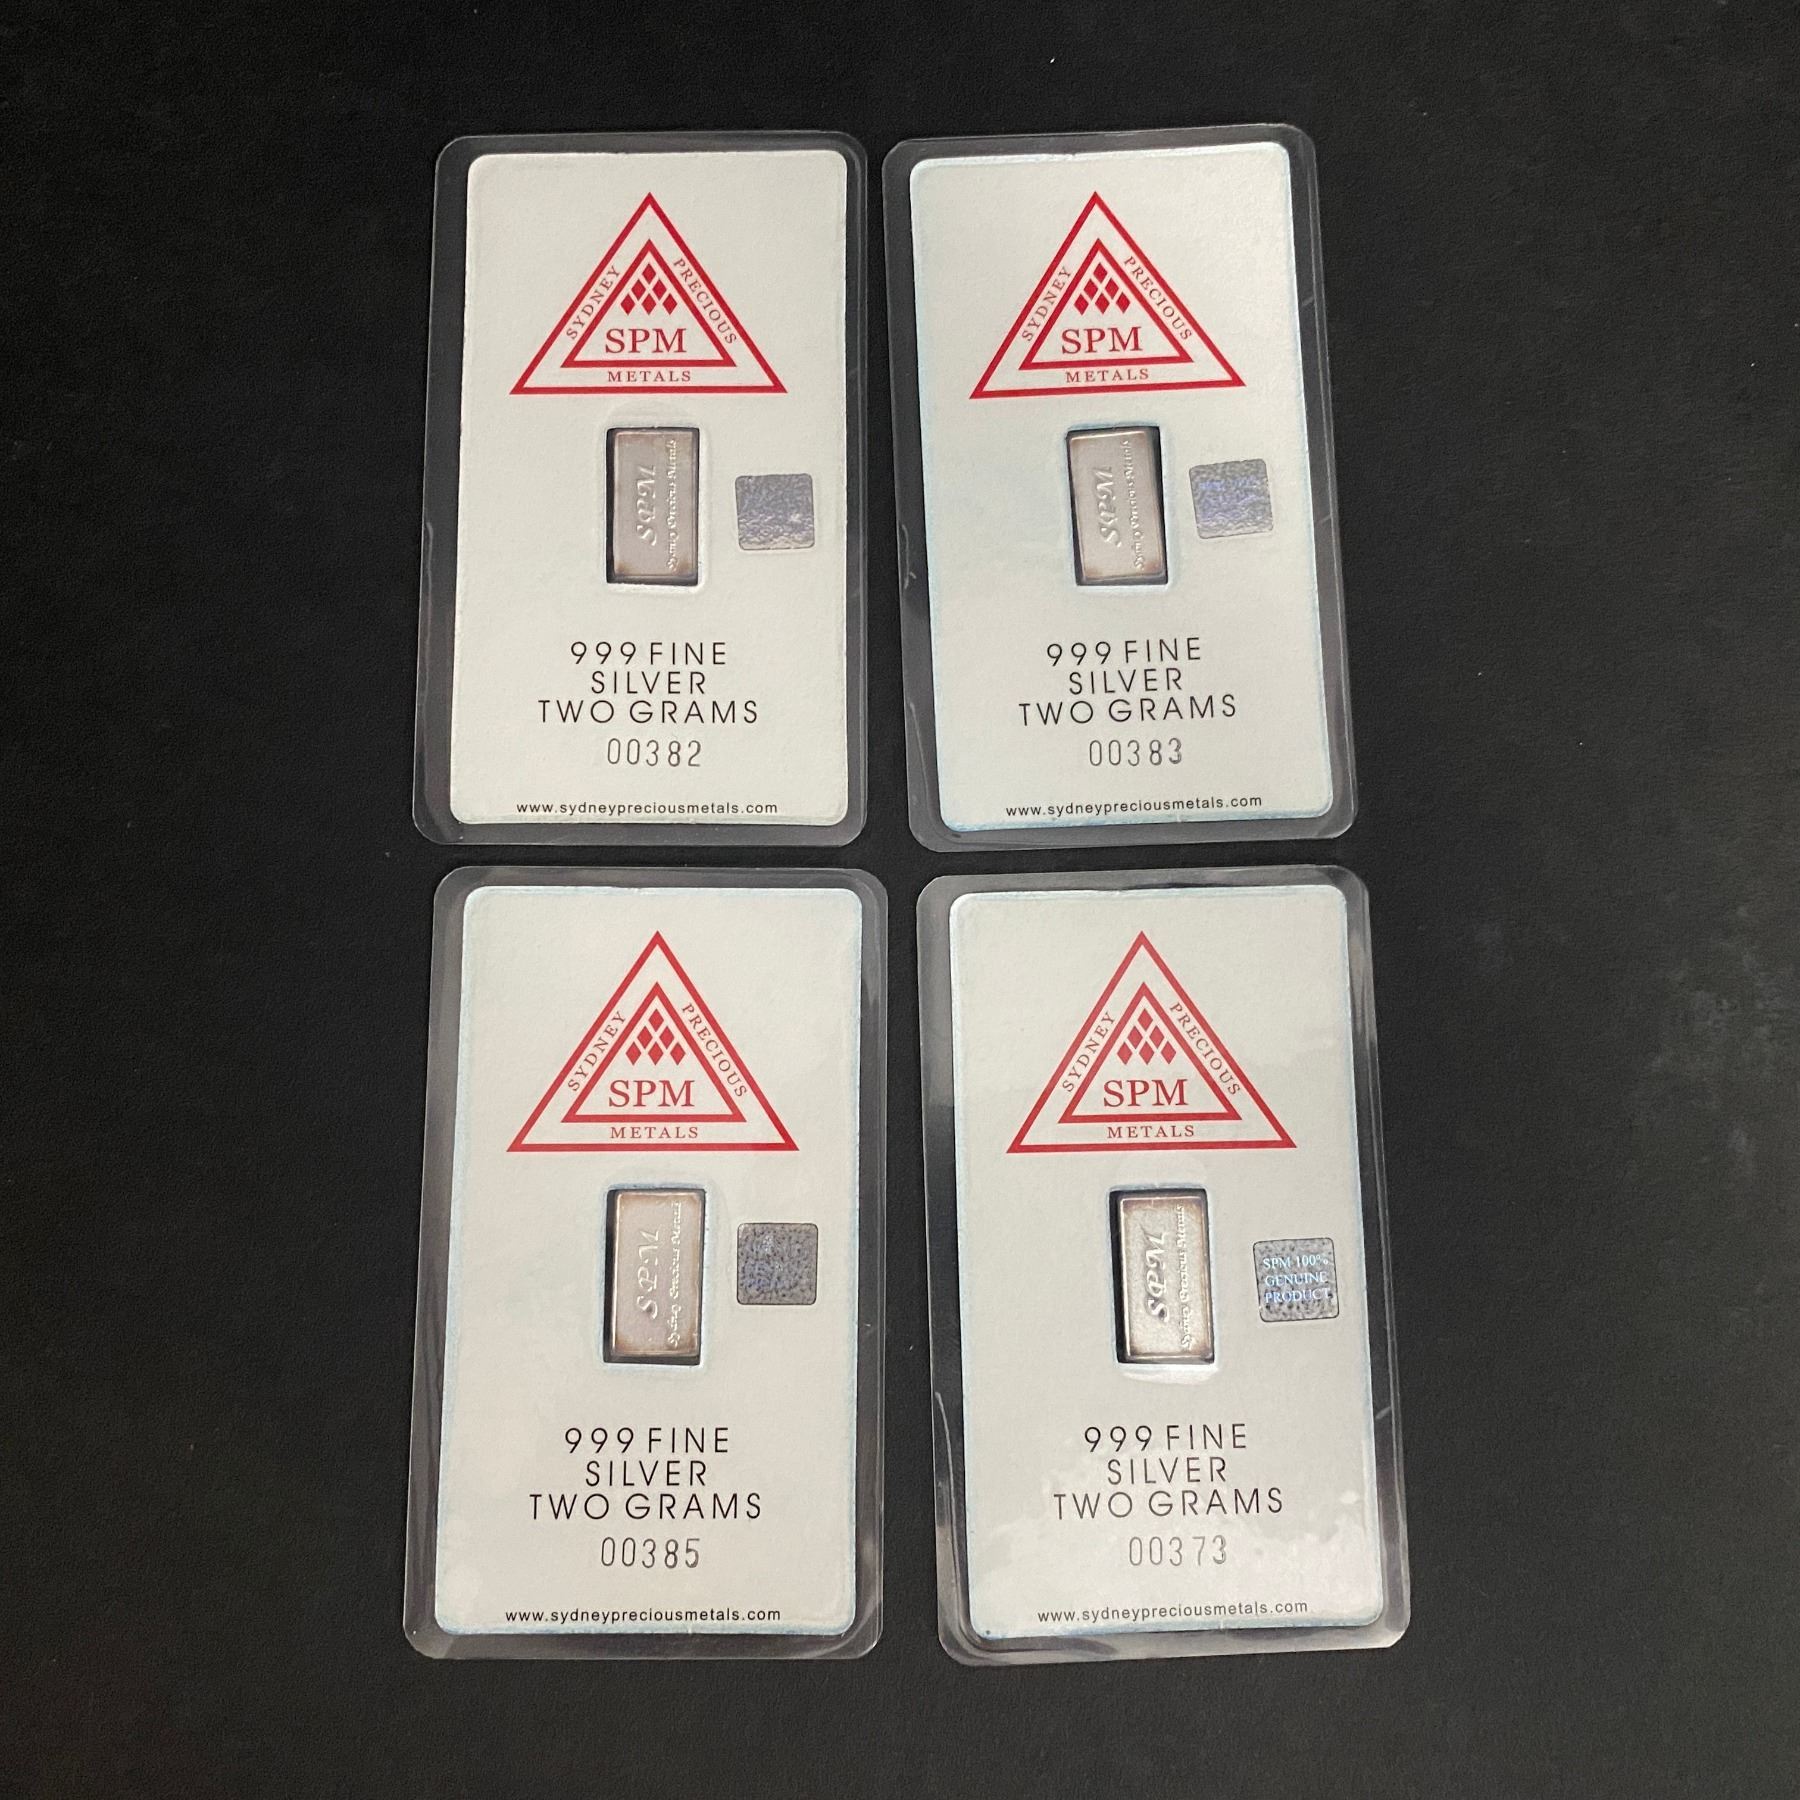 SYDNEY PRECIOUS
SPM
METALS
SPM
Sydney Precious Metals
999 FINE
SILVER
TWO GRAMS
00382
www.sydneypreciousmetals.com
SYDNEY PRECIOUS
SPM
METALS
SPM
Sydney Precious Metals
999 FINE
SILVER
TWO GRAMS
00383
www.sydneypreciousmetals.com
SYDNEY PRECIOUS
SPM
METALS
SPM
Sydney Precious Metals
999 FINE
SILVER
TWO GRAMS
00385
www.sydneypreciousmetals.com
SYDNEY PRECIOUS
SPM
METALS
SPM
Sydney Precious Metals
SPM 100%
GENUINE
PRODUCT
999 FINE
SILVER
TWO GRAMS
00373
www.sydneypreciousmetals.com